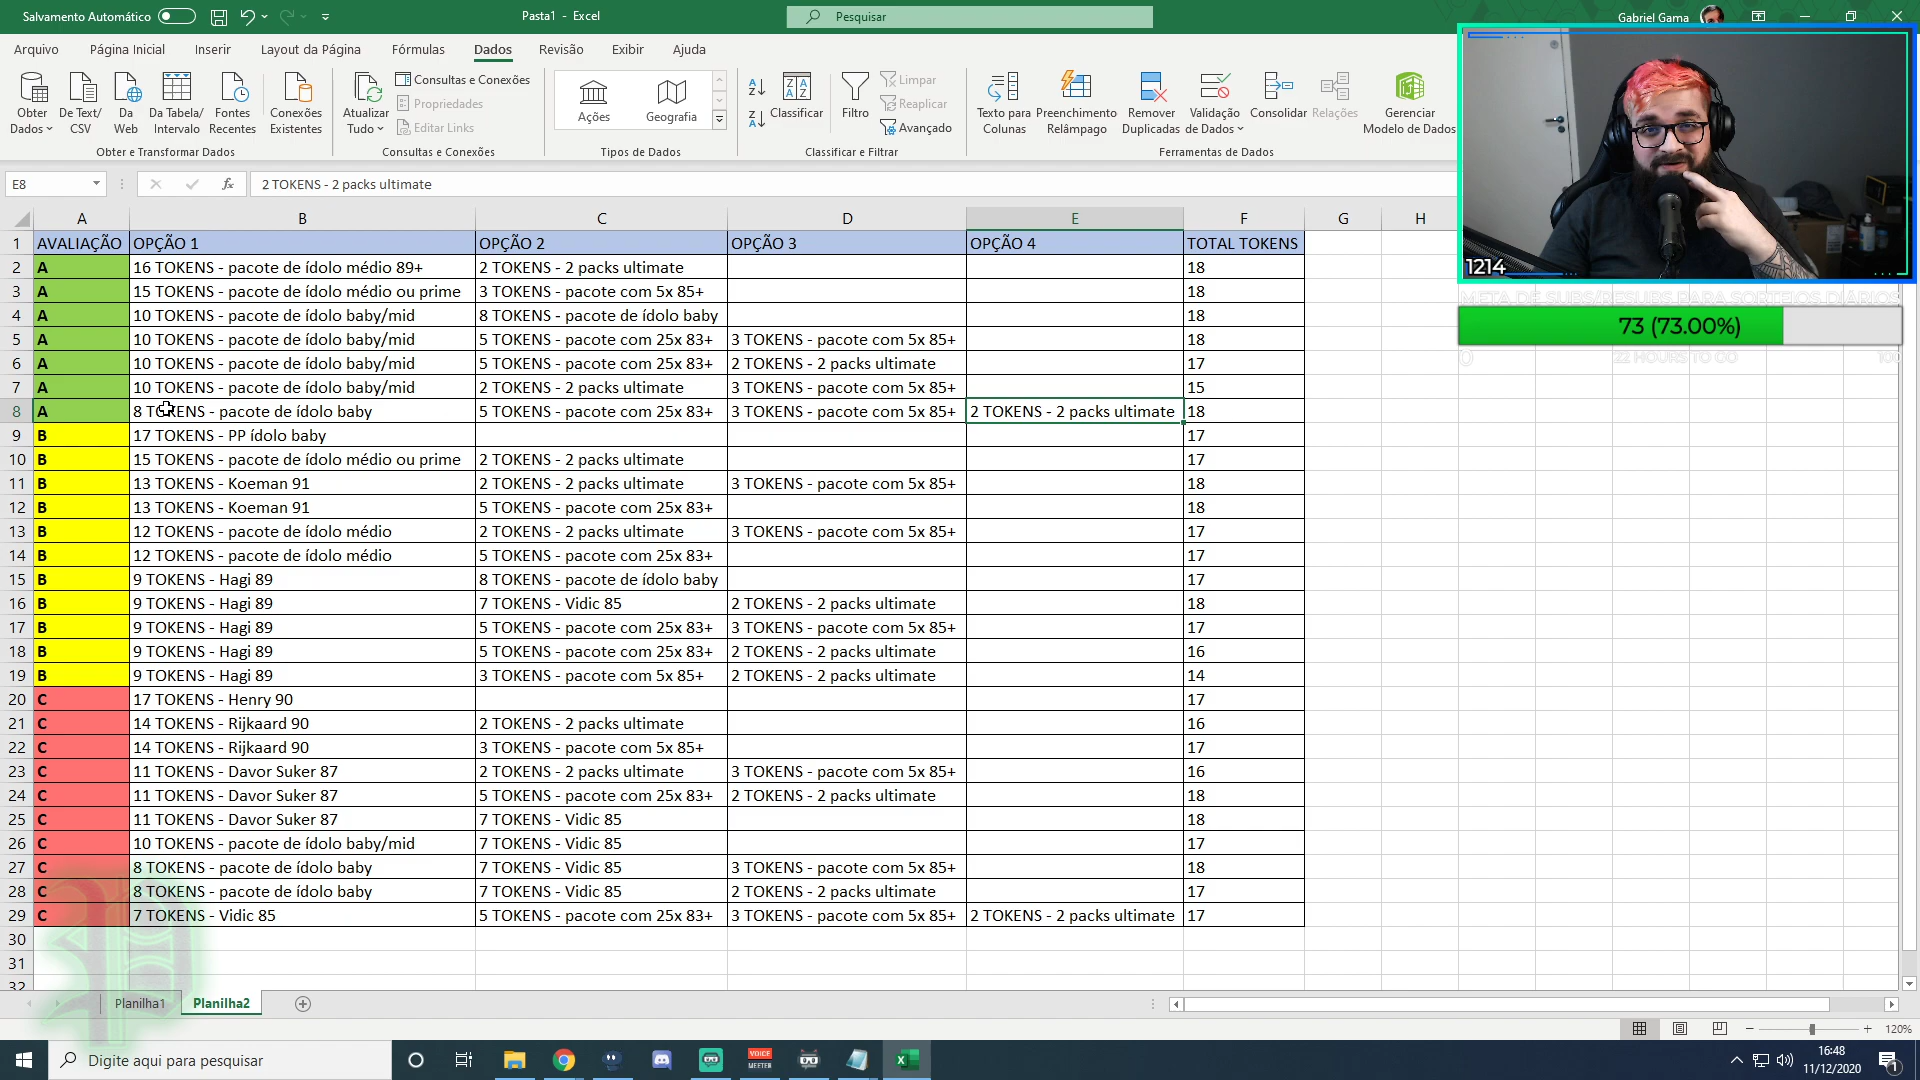 Salvamento Automático
Pasta1 - Excel
Pesquisar
Gabriel Gama
Arquivo Página Inicial Inserir Layout da Página Fórmulas Dados Revisão Exibir Ajuda
Obter Dados
De Text/ CSV
Da Web
Da Tabela/ Intervalo
Fontes Recentes
Conexões Existentes
Obter e Transformar Dados
Atualizar Tudo
Consultas e Conexões
Propriedades
Editar Links
Consultas e Conexões
Ações
Geografia
Tipos de Dados
Classificar
Filtro
Limpar
Reaplicar
Avançado
Classificar e Filtrar
Texto para Colunas
Preenchimento Relâmpago
Remover Duplicadas
Validação de Dados
Consolidar
Relações
Gerenciar Modelo de Dados
Ferramentas de Dados
1214
META DE SUBS/RESUBS PARA SORTEIOS DIÁRIOS
73 (73.00%)
0 22 HOURS TO GO 100
E8 fx 2 TOKENS - 2 packs ultimate
A B C D E F G H
1 AVALIAÇÃO OPÇÃO 1 OPÇÃO 2 OPÇÃO 3 OPÇÃO 4 TOTAL TOKENS
2 A 16 TOKENS - pacote de ídolo médio 89+ 2 TOKENS - 2 packs ultimate 18
3 A 15 TOKENS - pacote de ídolo médio ou prime 3 TOKENS - pacote com 5x 85+ 18
4 A 10 TOKENS - pacote de ídolo baby/mid 8 TOKENS - pacote de ídolo baby 18
5 A 10 TOKENS - pacote de ídolo baby/mid 5 TOKENS - pacote com 25x 83+ 3 TOKENS - pacote com 5x 85+ 18
6 A 10 TOKENS - pacote de ídolo baby/mid 5 TOKENS - pacote com 25x 83+ 2 TOKENS - 2 packs ultimate 17
7 A 10 TOKENS - pacote de ídolo baby/mid 2 TOKENS - 2 packs ultimate 3 TOKENS - pacote com 5x 85+ 15
8 A 8 TOKENS - pacote de ídolo baby 5 TOKENS - pacote com 25x 83+ 3 TOKENS - pacote com 5x 85+ 2 TOKENS - 2 packs ultimate 18
9 B 17 TOKENS - PP ídolo baby 17
10 B 15 TOKENS - pacote de ídolo médio ou prime 2 TOKENS - 2 packs ultimate 17
11 B 13 TOKENS - Koeman 91 2 TOKENS - 2 packs ultimate 3 TOKENS - pacote com 5x 85+ 18
12 B 13 TOKENS - Koeman 91 5 TOKENS - pacote com 25x 83+ 18
13 B 12 TOKENS - pacote de ídolo médio 2 TOKENS - 2 packs ultimate 3 TOKENS - pacote com 5x 85+ 17
14 B 12 TOKENS - pacote de ídolo médio 5 TOKENS - pacote com 25x 83+ 17
15 B 9 TOKENS - Hagi 89 8 TOKENS - pacote de ídolo baby 17
16 B 9 TOKENS - Hagi 89 7 TOKENS - Vidic 85 2 TOKENS - 2 packs ultimate 18
17 B 9 TOKENS - Hagi 89 5 TOKENS - pacote com 25x 83+ 3 TOKENS - pacote com 5x 85+ 17
18 B 9 TOKENS - Hagi 89 5 TOKENS - pacote com 25x 83+ 2 TOKENS - 2 packs ultimate 16
19 B 9 TOKENS - Hagi 89 3 TOKENS - pacote com 5x 85+ 2 TOKENS - 2 packs ultimate 14
20 C 17 TOKENS - Henry 90 17
21 C 14 TOKENS - Rijkaard 90 2 TOKENS - 2 packs ultimate 16
22 C 14 TOKENS - Rijkaard 90 3 TOKENS - pacote com 5x 85+ 17
23 C 11 TOKENS - Davor Suker 87 2 TOKENS - 2 packs ultimate 3 TOKENS - pacote com 5x 85+ 16
24 C 11 TOKENS - Davor Suker 87 5 TOKENS - pacote com 25x 83+ 2 TOKENS - 2 packs ultimate 18
25 C 11 TOKENS - Davor Suker 87 7 TOKENS - Vidic 85 18
26 C 10 TOKENS - pacote de ídolo baby/mid 7 TOKENS - Vidic 85 17
27 C 8 TOKENS - pacote de ídolo baby 7 TOKENS - Vidic 85 3 TOKENS - pacote com 5x 85+ 18
28 C 8 TOKENS - pacote de ídolo baby 7 TOKENS - Vidic 85 2 TOKENS - 2 packs ultimate 17
29 C 7 TOKENS - Vidic 85 5 TOKENS - pacote com 25x 83+ 3 TOKENS - pacote com 5x 85+ 2 TOKENS - 2 packs ultimate 17
30
31
32
Planilha1 Planilha2
120%
Digite aqui para pesquisar
VOICE MEETER
16:48
11/12/2020
1